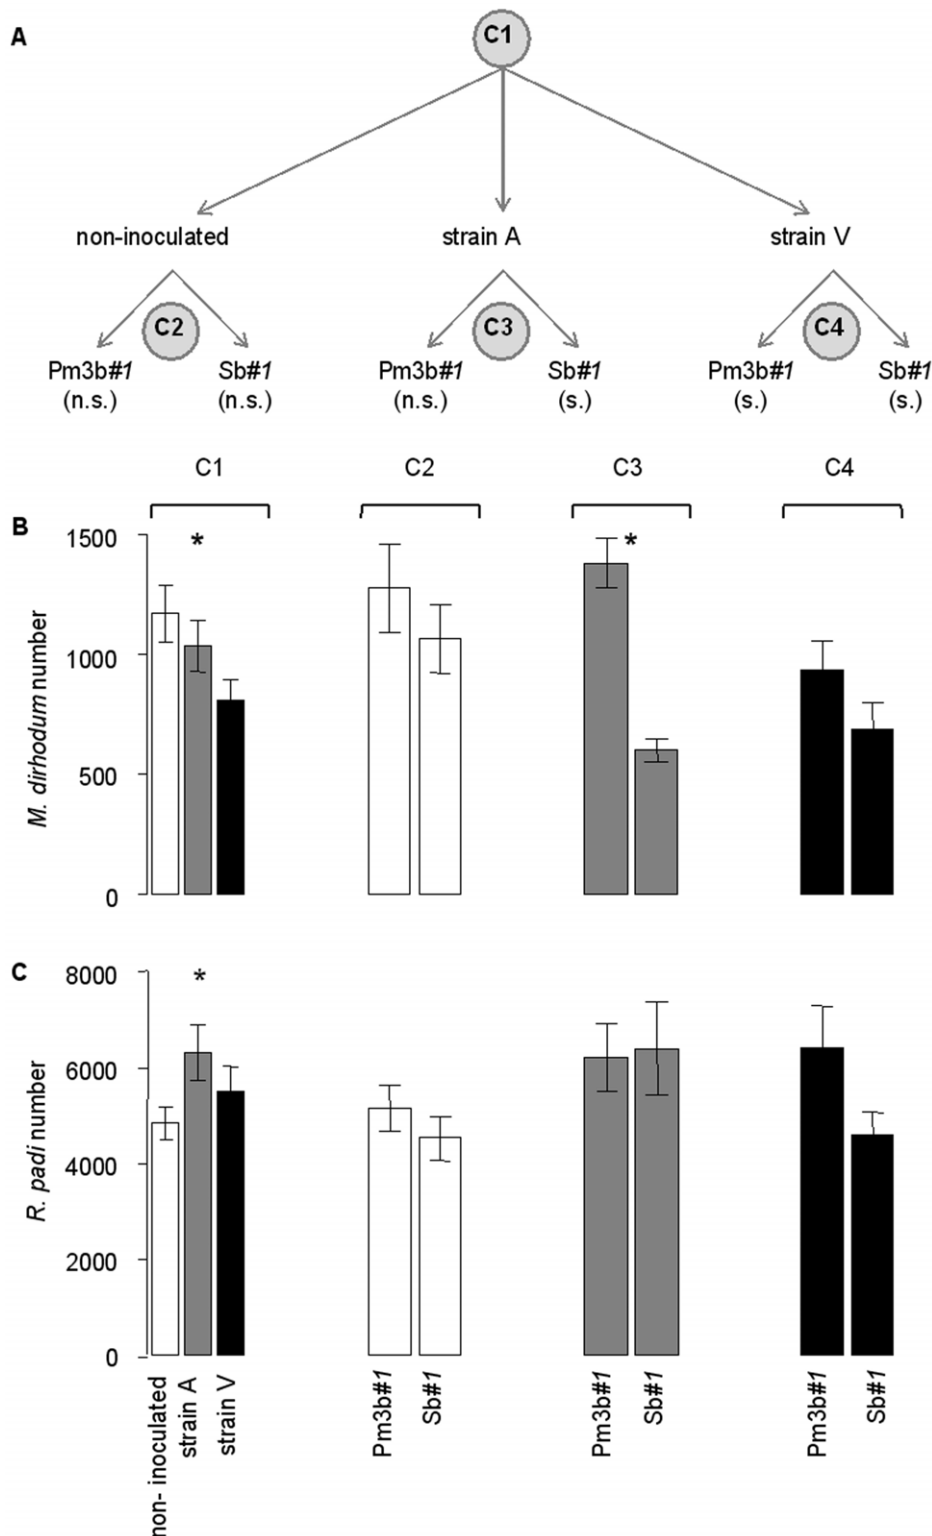 A
C1
non-inoculated strain A strain V
C2 C3 C4
Pm3b#1 Sb#1 Pm3b#1 Sb#1 Pm3b#1 Sb#1
(n.s.) (n.s.) (n.s.) (s.) (s.) (s.)
C1 C2 C3 C4
B
M. dirhodum number
1500
1000
500
0
* *
C
R. padi number
8000
6000
4000
2000
0
*
non- inoculated
strain A
strain V
Pm3b#1
Sb#1
Pm3b#1
Sb#1
Pm3b#1
Sb#1